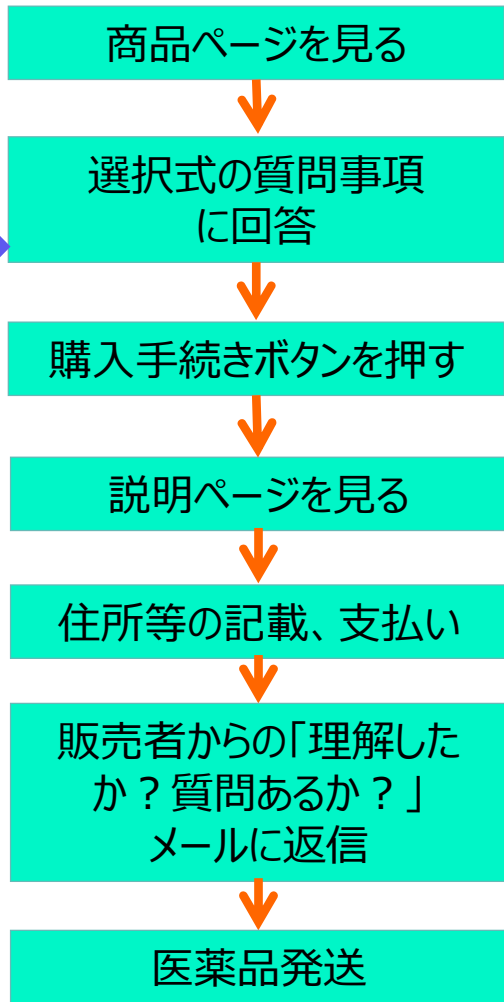 商品ページを見る
選択式の質問事項
に回答
購入手続きボタンを押す
説明ページを見る
住所等の記載、支払い
販売者からの「理解した
か？質問あるか？」
メールに返信
医薬品発送